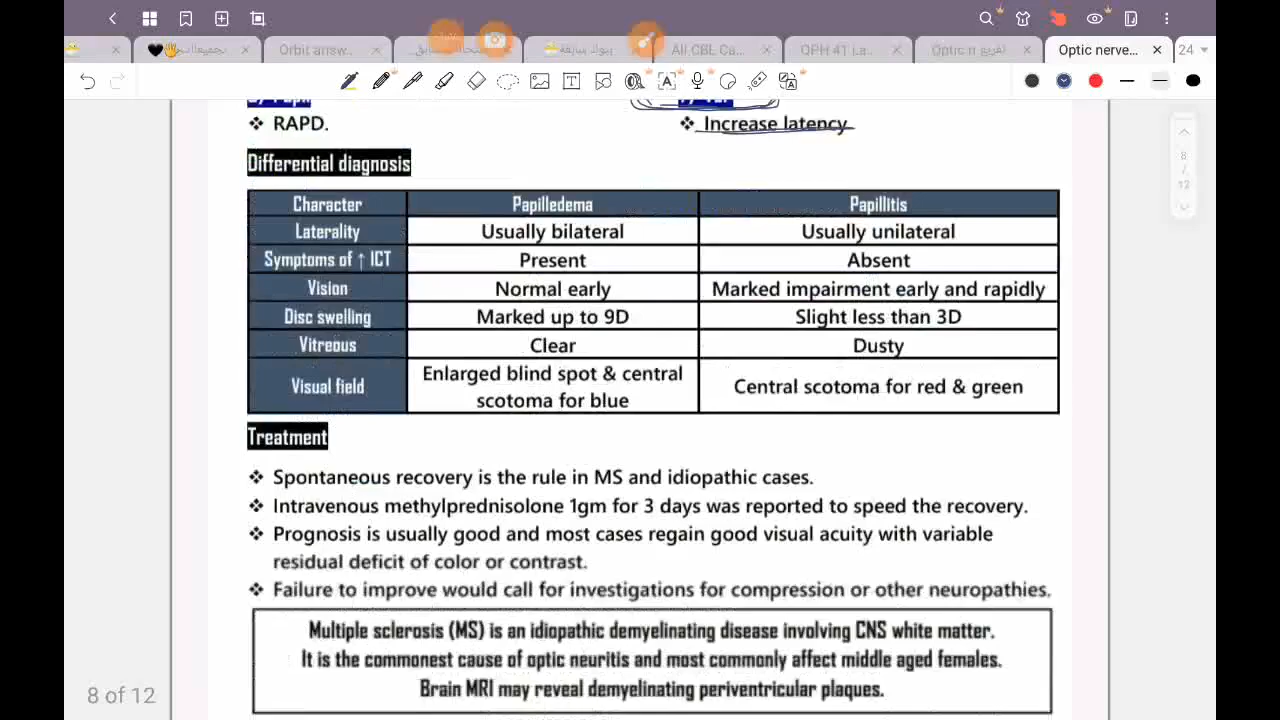 Orbit answ...
All CBL Ca...
OPH 41 La...
Optic n
Optic nerve...
24
❖ RAPD.
❖ Increase latency
8
/
12
Differential diagnosis
Character Papilledema Papillitis
Laterality Usually bilateral Usually unilateral
Symptoms of ↑ ICT Present Absent
Vision Normal early Marked impairment early and rapidly
Disc swelling Marked up to 9D Slight less than 3D
Vitreous Clear Dusty
Visual field Enlarged blind spot & central scotoma for blue Central scotoma for red & green
Treatment
❖ Spontaneous recovery is the rule in MS and idiopathic cases.
❖ Intravenous methylprednisolone 1gm for 3 days was reported to speed the recovery.
❖ Prognosis is usually good and most cases regain good visual acuity with variable
residual deficit of color or contrast.
❖ Failure to improve would call for investigations for compression or other neuropathies.
Multiple sclerosis (MS) is an idiopathic demyelinating disease involving CNS white matter.
It is the commonest cause of optic neuritis and most commonly affect middle aged females.
Brain MRI may reveal demyelinating periventricular plaques.
8 of 12